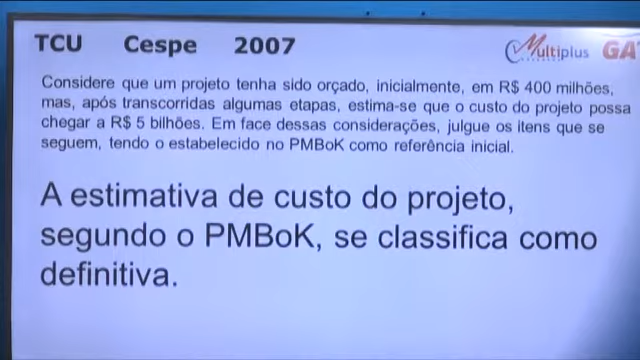 TCU Cespe 2007
Multiplus GA
Considere que um projeto tenha sido orçado, inicialmente, em R$ 400 milhões,
mas, após transcorridas algumas etapas, estima-se que o custo do projeto possa
chegar a R$ 5 bilhões. Em face dessas considerações, julgue os itens que se
seguem, tendo o estabelecido no PMBoK como referência inicial.
A estimativa de custo do projeto,
segundo o PMBoK, se classifica como
definitiva.